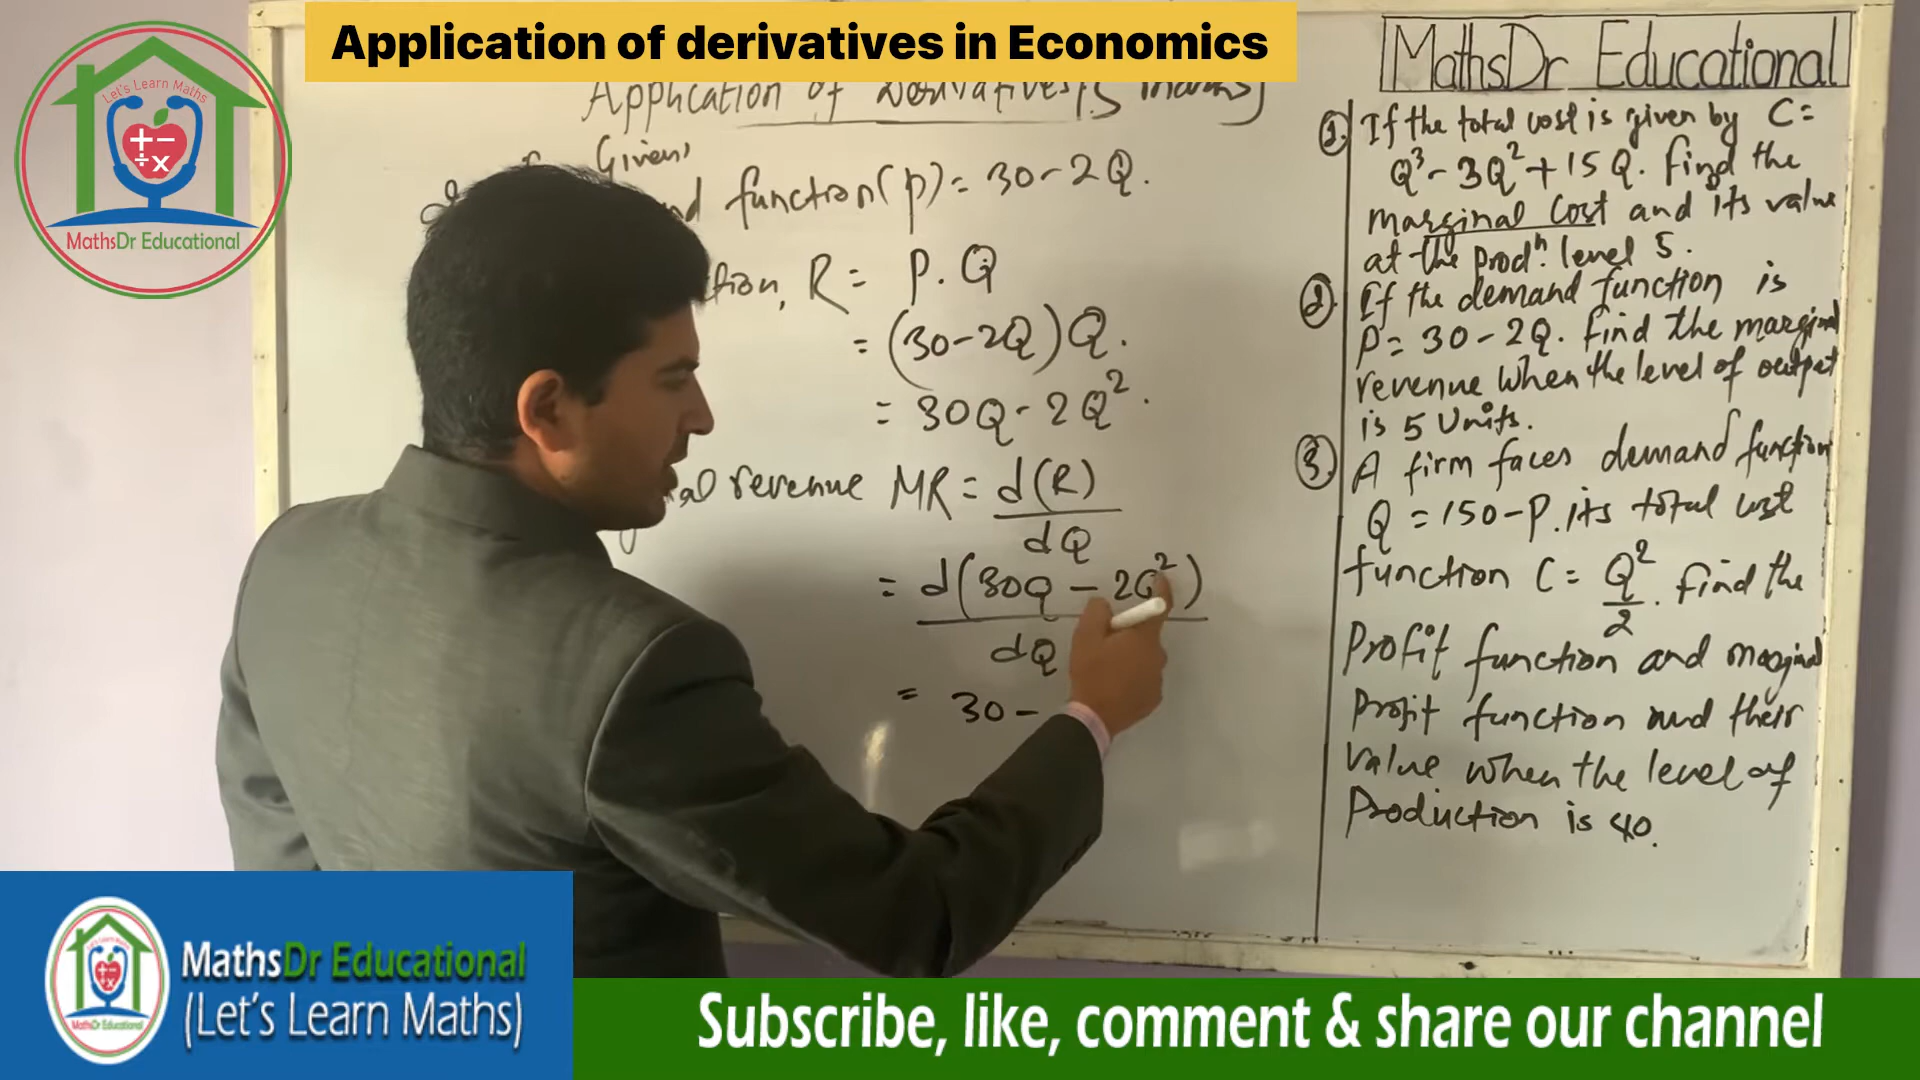 Application of derivatives in Economics
Let's Learn Maths
MathsDr Educational
Application of Derivatives
Given,
function (p) = 30 - 2Q.
R = P.Q
= (30-2Q)Q.
= 30Q - 2Q².
revenue MR = d(R)
dQ
= d(30Q - 2Q²)
dQ
= 30 -
MathsDr Educational
1. If the total cost is given by C=
Q³- 3Q²+15Q. Find the
marginal cost and its value
at the prodⁿ. level 5.
2. If the demand function is
P= 30-2Q. Find the marginal
revenue when the level of output
is 5 Units.
3. A firm faces demand function
Q = 150-P. its total cost
function C = Q²/2. Find the
Profit function and marginal
Profit function and their
value when the level of
Production is 40.
MathsDr Educational
(Let's Learn Maths)
Subscribe, like, comment & share our channel